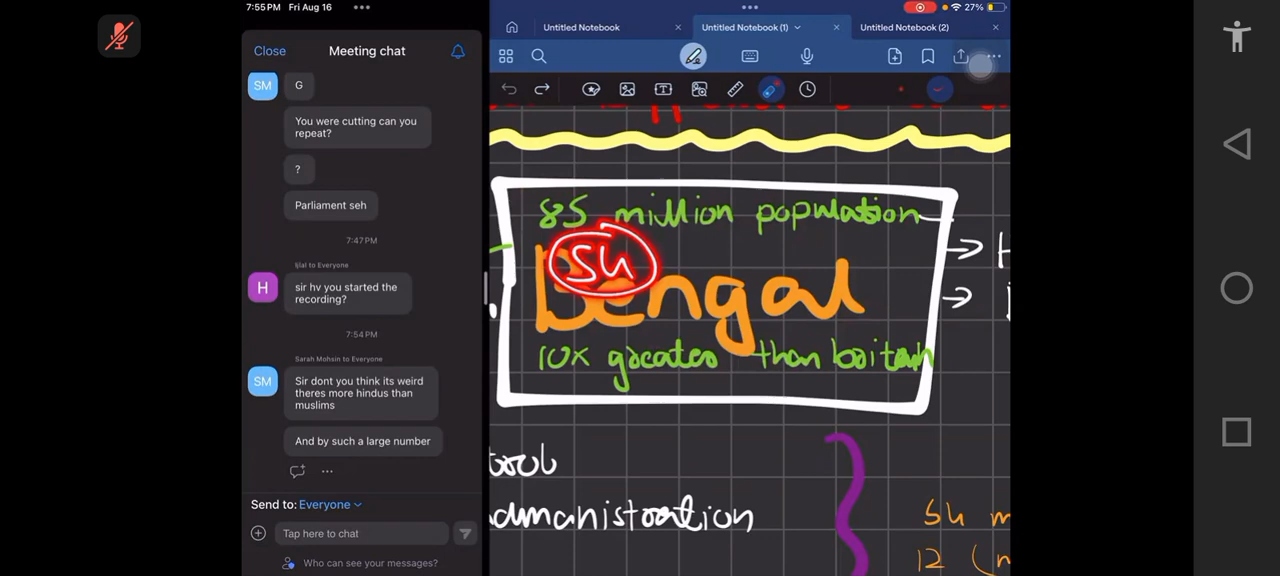 7:55 PM Fri Aug 16
27%
Close
Meeting chat
SM
G
You were cutting can you
repeat?
?
Parliament seh
7:47 PM
Ijlal to Everyone
H
sir hv you started the
recording?
7:54 PM
Sarah Mohsin to Everyone
SM
Sir dont you think its weird
theres more hindus than
muslims
And by such a large number
Send to: Everyone
Tap here to chat
Who can see your messages?
Untitled Notebook
Untitled Notebook (1)
Untitled Notebook (2)
85 million population
54
Bengal
10x greater than britain
administration
54 m
12 (m